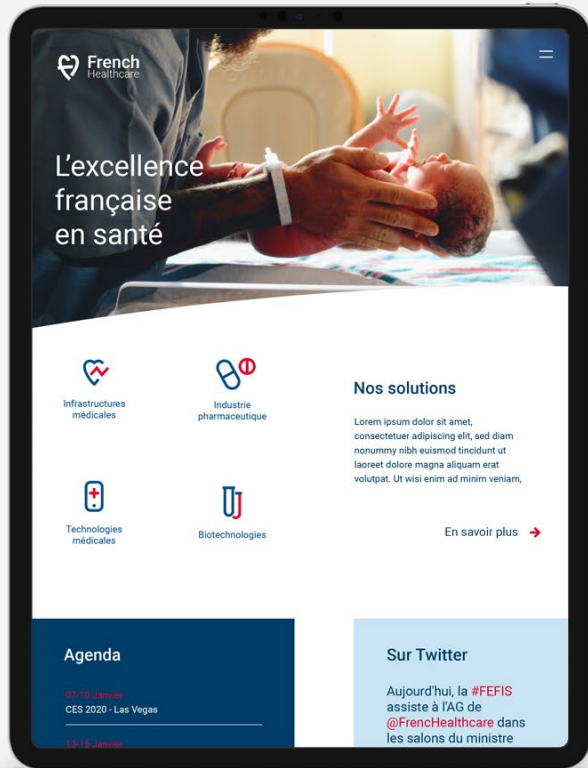 French
Healthcare
L'excellence
française
en santé
Infrastructures
médicales
Industrie
pharmaceutique
Technologies
médicales
Biotechnologies
Nos solutions
Lorem ipsum dolor sit amet,
consectetuer adipiscing elit, sed diam
nonummy nibh euismod tincidunt ut
laoreet dolore magna aliquam erat
volutpat. Ut wisi enim ad minim veniam,
En savoir plus
Agenda
07-10 Janvier
CES 2020 - Las Vegas
13-15 Janvier
Sur Twitter
Aujourd'hui, la #FEFIS
assiste à l'AG de
@FrencHealthcare dans
les salons du ministre